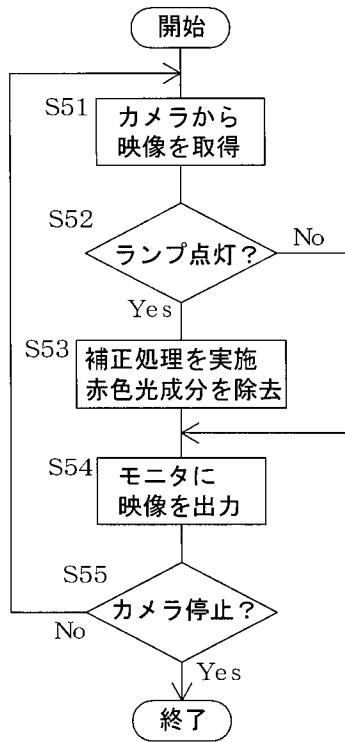 開始
S51
カメラから
映像を取得
S52
ランプ点灯？
No
Yes
S53
補正処理を実施
赤色光成分を除去
S54
モニタに
映像を出力
S55
カメラ停止？
No
Yes
終了